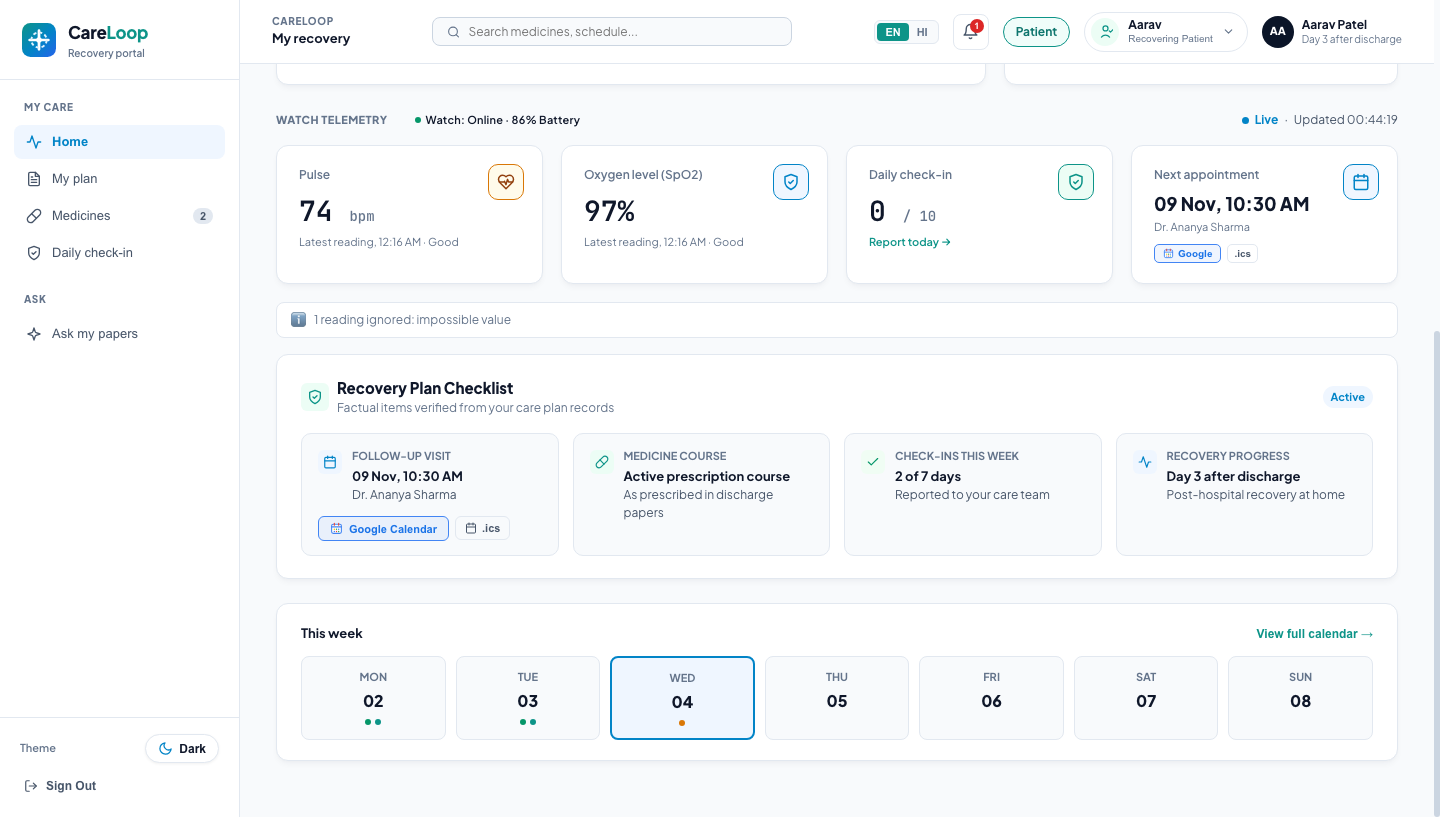 CareLoop
Recovery portal
MY CARE
Home
My plan
Medicines 2
Daily check-in
ASK
Ask my papers
Theme
Dark
Sign Out
CARELOOP
My recovery
Search medicines, schedule...
EN HI
1
Patient
Aarav
Recovering Patient
AA
Aarav Patel
Day 3 after discharge
WATCH TELEMETRY
Watch: Online · 86% Battery
Live · Updated 00:44:19
Pulse
74 bpm
Latest reading, 12:16 AM · Good
Oxygen level (SpO2)
97%
Latest reading, 12:16 AM · Good
Daily check-in
0 / 10
Report today →
Next appointment
09 Nov, 10:30 AM
Dr. Ananya Sharma
Google
.ics
1 reading ignored: impossible value
Recovery Plan Checklist
Factual items verified from your care plan records
Active
FOLLOW-UP VISIT
09 Nov, 10:30 AM
Dr. Ananya Sharma
Google Calendar
.ics
MEDICINE COURSE
Active prescription course
As prescribed in discharge
papers
CHECK-INS THIS WEEK
2 of 7 days
Reported to your care team
RECOVERY PROGRESS
Day 3 after discharge
Post-hospital recovery at home
This week
View full calendar →
MON
02
TUE
03
WED
04
THU
05
FRI
06
SAT
07
SUN
08